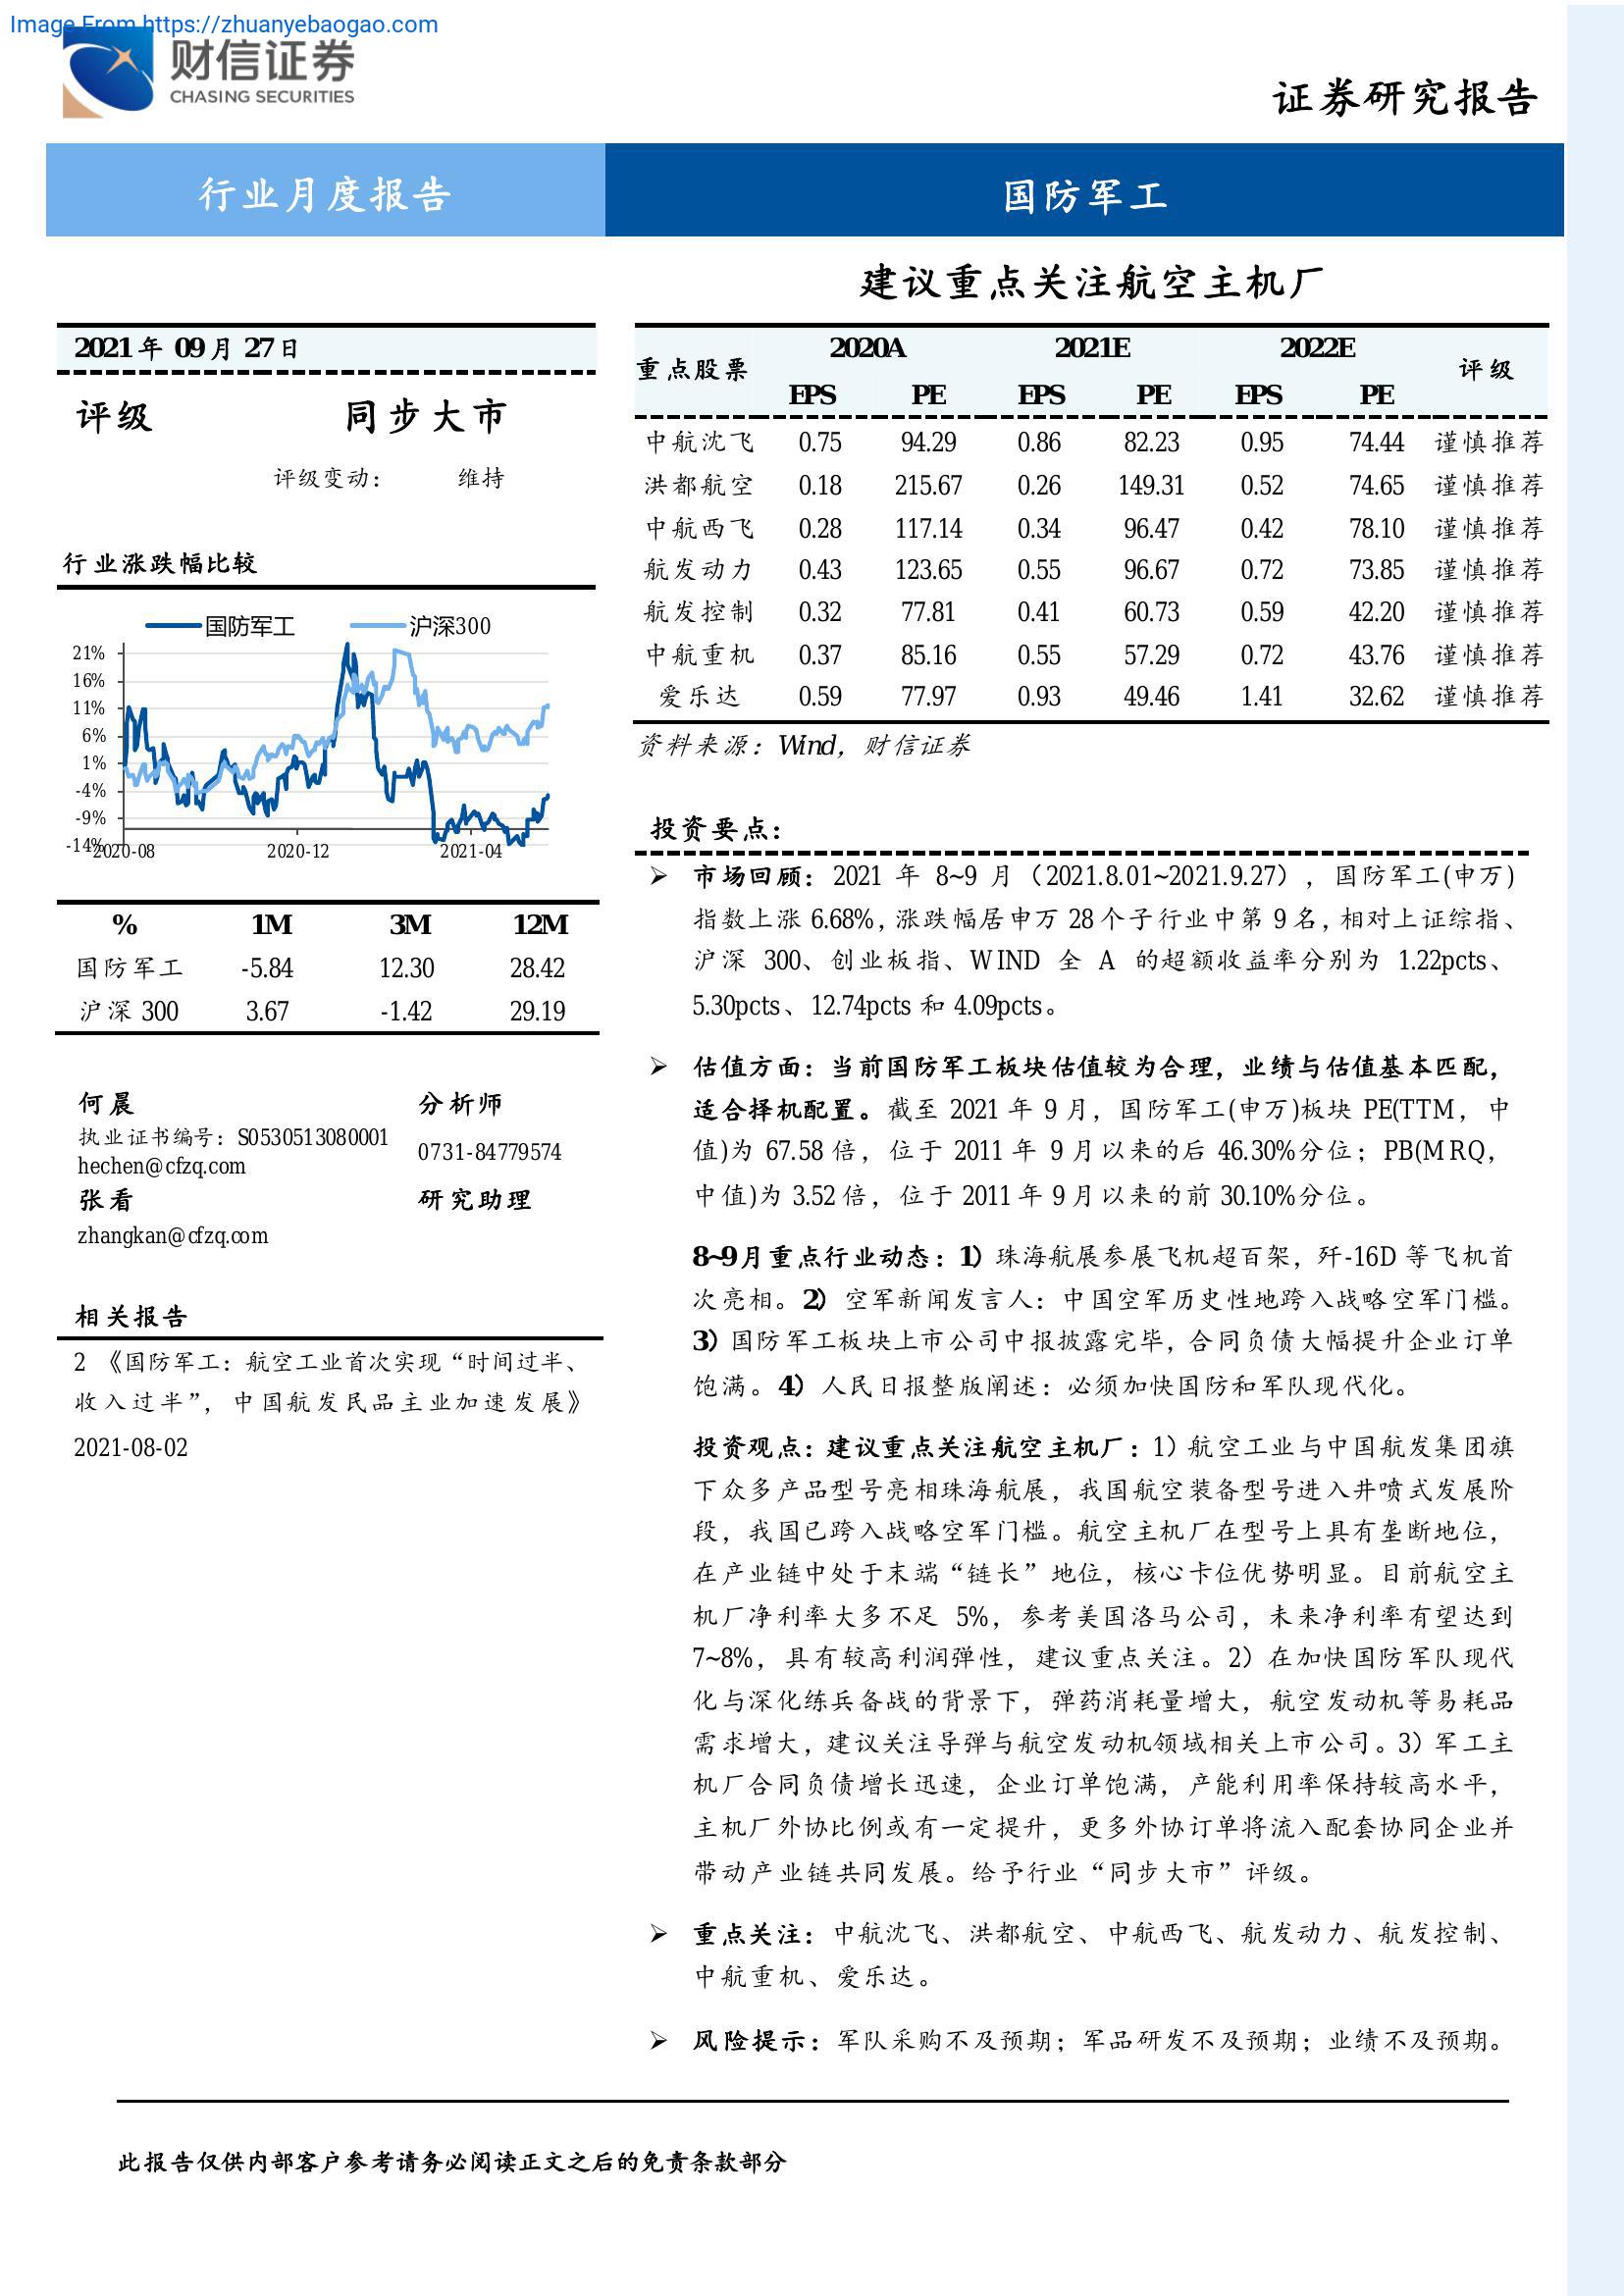 Image From https://zhuanyebaogao.com
财信证券
CHASING SECURITIES
证券研究报告
行业月度报告
国防军工
建议重点关注航空主机厂
2021 年 09 月 27 日
评级 同步大市
评级变动： 维持
行业涨跌幅比较
国防军工 沪深300
21%
16%
11%
6%
1%
-4%
-9%
-14%
2020-08 2020-12 2021-04
% 1M 3M 12M
国防军工 -5.84 12.30 28.42
沪深 300 3.67 -1.42 29.19
何晨 分析师
执业证书编号：S0530513080001
0731-84779574
hechen@cfzq.com
张看 研究助理
zhangkan@cfzq.com
相关报告
2 《国防军工：航空工业首次实现“时间过半、
收入过半”，中国航发民品主业加速发展》
2021-08-02
重点股票 2020A 2021E 2022E 评级
EPS PE EPS PE EPS PE
中航沈飞 0.75 94.29 0.86 82.23 0.95 74.44 谨慎推荐
洪都航空 0.18 215.67 0.26 149.31 0.52 74.65 谨慎推荐
中航西飞 0.28 117.14 0.34 96.47 0.42 78.10 谨慎推荐
航发动力 0.43 123.65 0.55 96.67 0.72 73.85 谨慎推荐
航发控制 0.32 77.81 0.41 60.73 0.59 42.20 谨慎推荐
中航重机 0.37 85.16 0.55 57.29 0.72 43.76 谨慎推荐
爱乐达 0.59 77.97 0.93 49.46 1.41 32.62 谨慎推荐
资料来源：Wind，财信证券
投资要点：
➢ 市场回顾：2021 年 8~9 月（2021.8.01~2021.9.27），国防军工(申万)
指数上涨 6.68%，涨跌幅居申万 28 个子行业中第 9 名，相对上证综指、
沪深 300、创业板指、WIND 全 A 的超额收益率分别为 1.22pcts、
5.30pcts、12.74pcts 和 4.09pcts。
➢ 估值方面：当前国防军工板块估值较为合理，业绩与估值基本匹配，
适合择机配置。截至 2021 年 9 月，国防军工(申万)板块 PE(TTM，中
值)为 67.58 倍，位于 2011 年 9 月以来的后 46.30%分位；PB(MRQ，
中值)为 3.52 倍，位于 2011 年 9 月以来的前 30.10%分位。
8~9月重点行业动态：1）珠海航展参展飞机超百架，歼-16D 等飞机首
次亮相。2）空军新闻发言人：中国空军历史性地跨入战略空军门槛。
3）国防军工板块上市公司中报披露完毕，合同负债大幅提升企业订单
饱满。4）人民日报整版阐述：必须加快国防和军队现代化。
投资观点：建议重点关注航空主机厂：1）航空工业与中国航发集团旗
下众多产品型号亮相珠海航展，我国航空装备型号进入井喷式发展阶
段，我国已跨入战略空军门槛。航空主机厂在型号上具有垄断地位，
在产业链中处于末端“链长”地位，核心卡位优势明显。目前航空主
机厂净利率大多不足 5%，参考美国洛马公司，未来净利率有望达到
7~8%，具有较高利润弹性，建议重点关注。2）在加快国防军队现代
化与深化练兵备战的背景下，弹药消耗量增大，航空发动机等易耗品
需求增大，建议关注导弹与航空发动机领域相关上市公司。3）军工主
机厂合同负债增长迅速，企业订单饱满，产能利用率保持较高水平，
主机厂外协比例或有一定提升，更多外协订单将流入配套协同企业并
带动产业链共同发展。给予行业“同步大市”评级。
➢ 重点关注：中航沈飞、洪都航空、中航西飞、航发动力、航发控制、
中航重机、爱乐达。
➢ 风险提示：军队采购不及预期；军品研发不及预期；业绩不及预期。
此报告仅供内部客户参考请务必阅读正文之后的免责条款部分